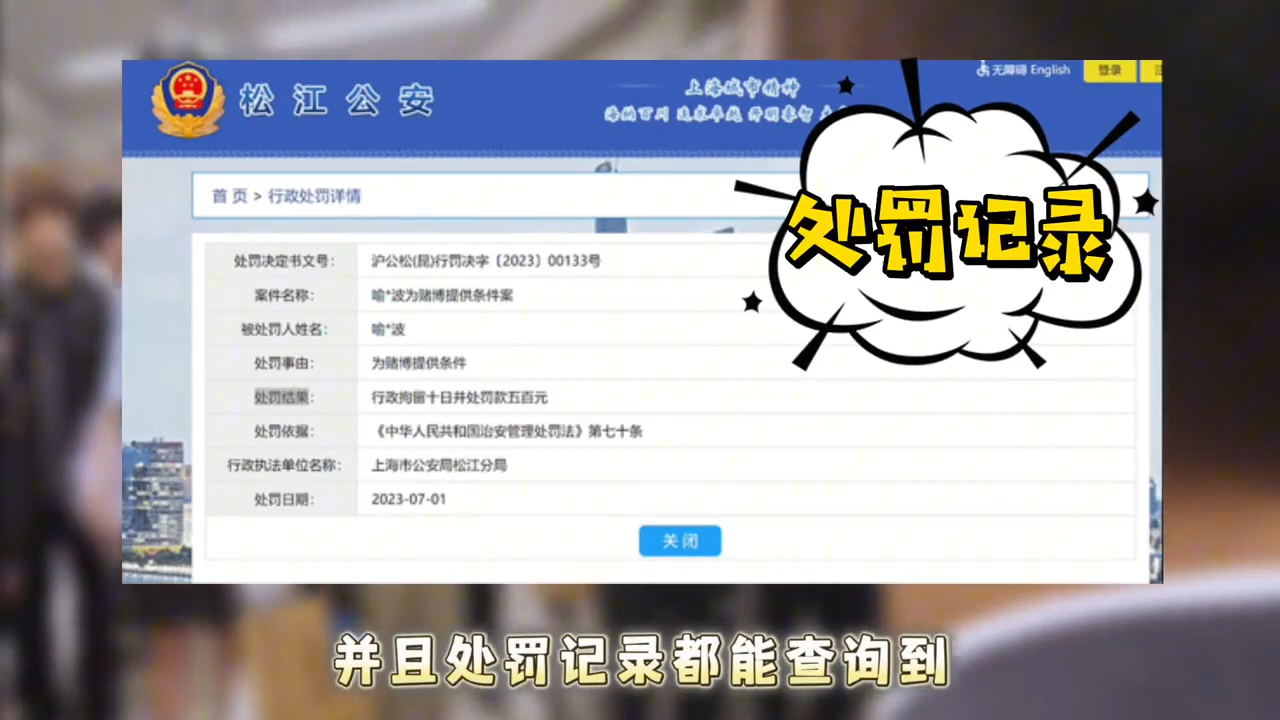 松江公安
上海城市精神
海纳百川 追求卓越 开明睿智
无障碍 English
登录
首页 > 行政处罚详情
处罚记录
处罚决定书文号： 沪公松(昆)行罚决字〔2023〕00133号
案件名称： 喻*波为赌博提供条件案
被处罚人姓名： 喻*波
处罚事由： 为赌博提供条件
处罚结果： 行政拘留十日并处罚款五百元
处罚依据： 《中华人民共和国治安管理处罚法》第七十条
行政执法单位名称： 上海市公安局松江分局
处罚日期： 2023-07-01
关闭
并且处罚记录都能查询到